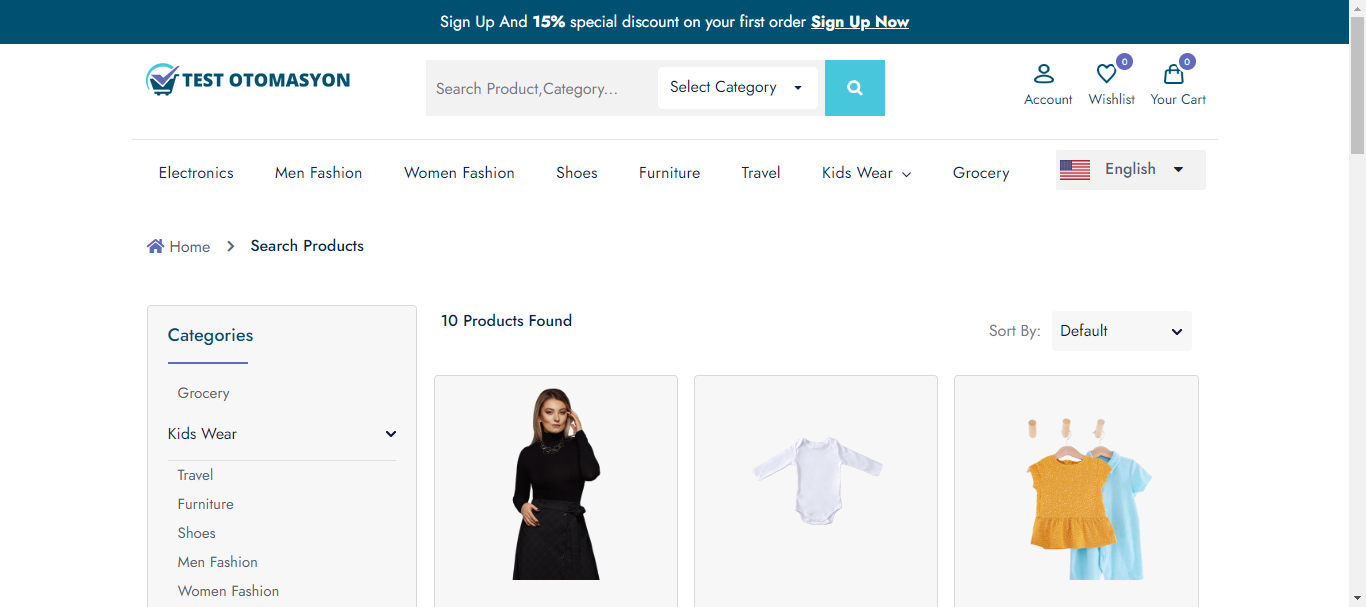 Sign Up And 15% special discount on your first order Sign Up Now
TEST OTOMASYON
Search Product,Category...
Select Category
0
0
Account
Wishlist
Your Cart
Electronics
Men Fashion
Women Fashion
Shoes
Furniture
Travel
Kids Wear
Grocery
English
Home
Search Products
Categories
Grocery
Kids Wear
Travel
Furniture
Shoes
Men Fashion
Women Fashion
10 Products Found
Sort By:
Default